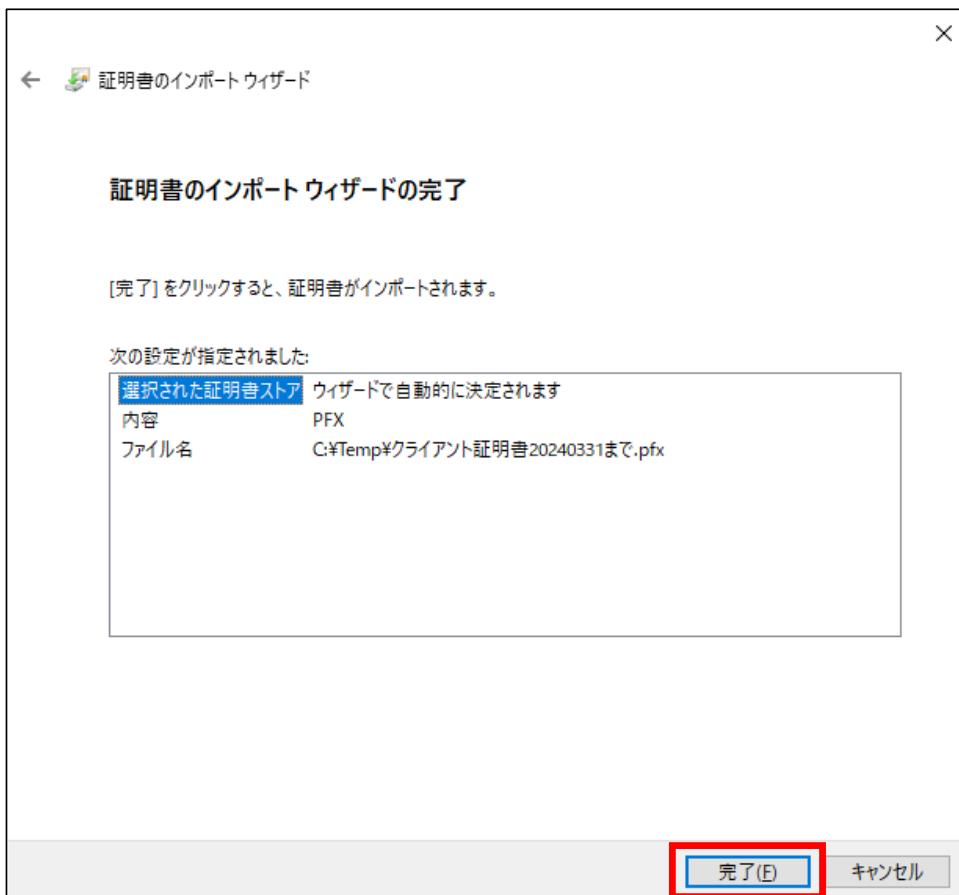 証明書のインポート ウィザード
証明書のインポート ウィザードの完了
[完了] をクリックすると、証明書がインポートされます。
次の設定が指定されました:
選択された証明書ストア ウィザードで自動的に決定されます
内容 PFX
ファイル名 C:¥Temp¥クライアント証明書20240331まで.pfx
完了(F) キャンセル